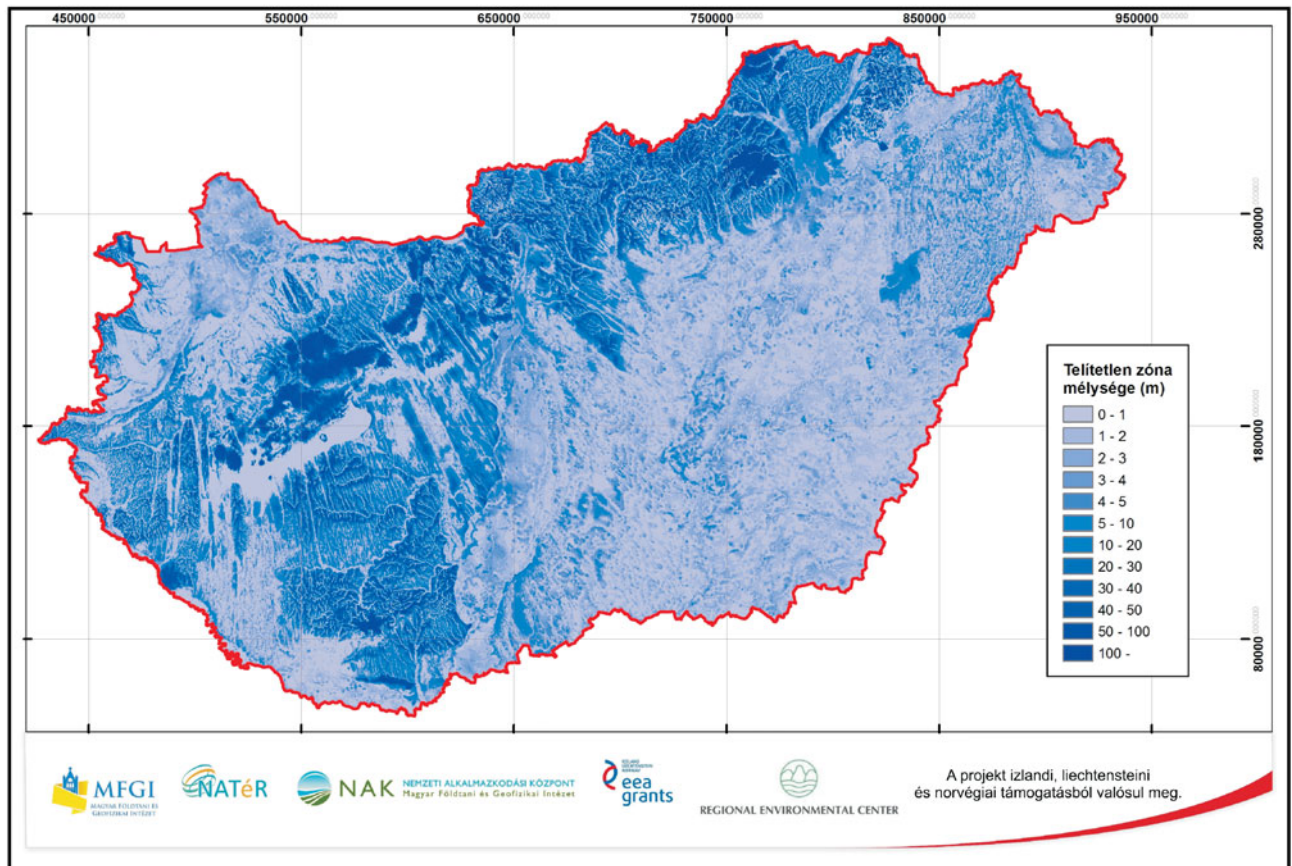 450000
550000
650000
750000
850000
950000
280000
180000
80000
Telítetlen zóna
mélysége (m)
0 - 1
1 - 2
2 - 3
3 - 4
4 - 5
5 - 10
10 - 20
20 - 30
30 - 40
40 - 50
50 - 100
100 -
MFGI
MAGYAR FÖLDTANI ÉS
GEOFIZIKAI INTÉZET
NATéR
NAK NEMZETI ALKALMAZKODÁSI KÖZPONT
Magyar Földtani és Geofizikai Intézet
eea
grants
REGIONAL ENVIRONMENTAL CENTER
A projekt izlandi, liechtensteini
és norvégiai támogatásból valósul meg.